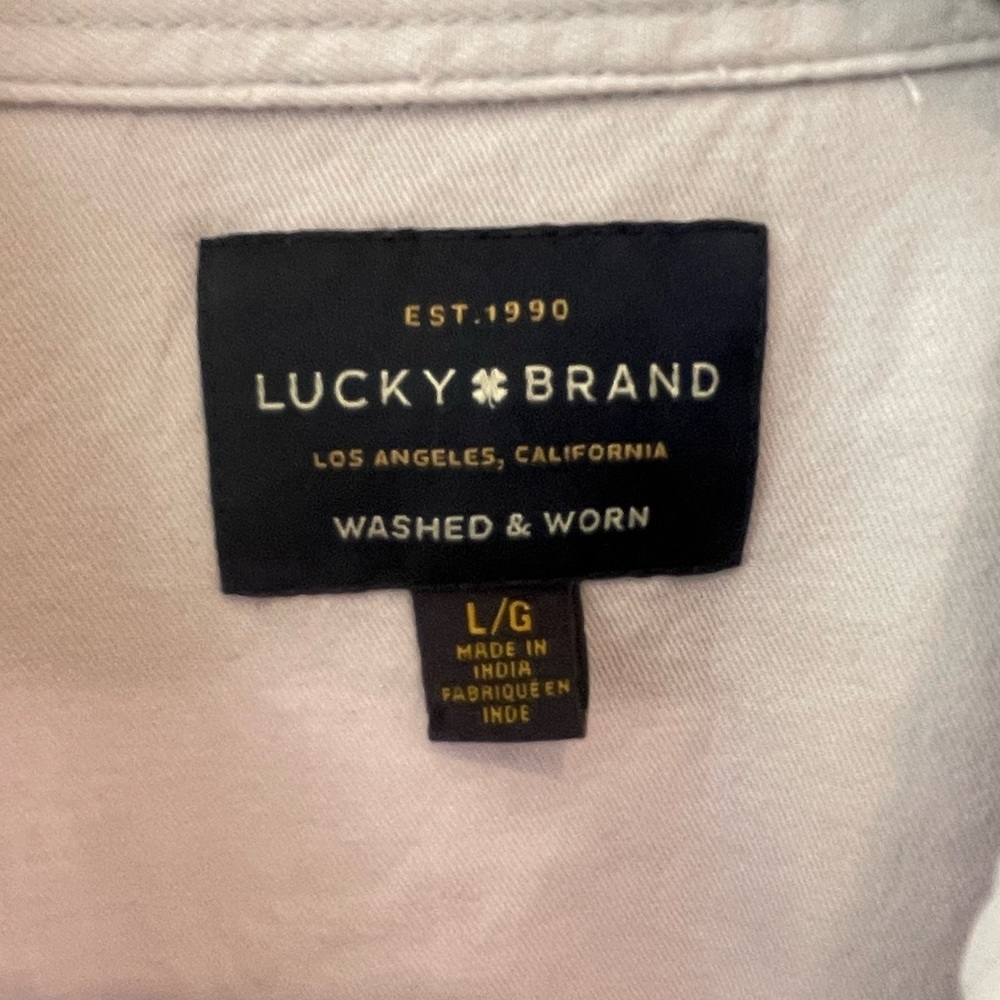 EST.1990
LUCKY BRAND
LOS ANGELES, CALIFORNIA
WASHED & WORN
L/G
MADE IN
INDIA
FABRIQUÉ EN
INDE